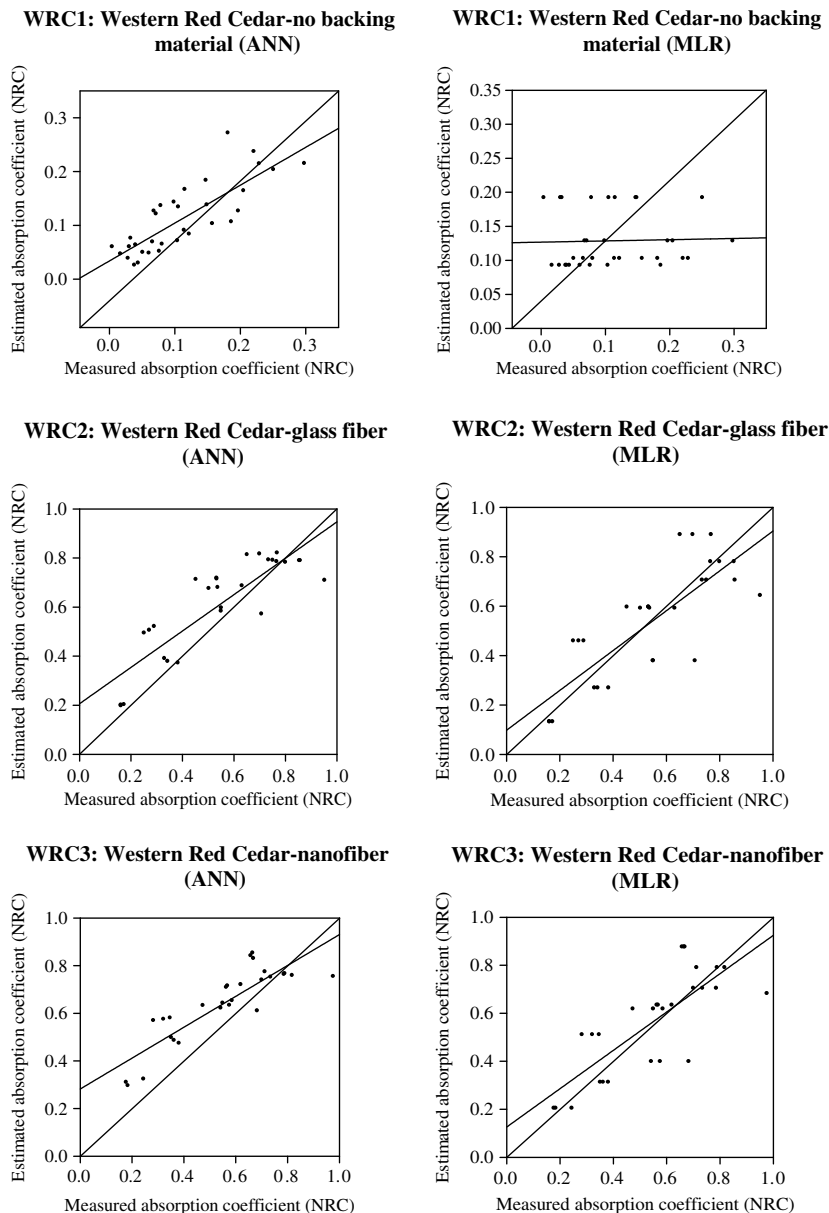 WRC1: Western Red Cedar-no backing
material (ANN)
Estimated absorption coefficient (NRC)
0.3
0.2
0.1
0.0
0.0 0.1 0.2 0.3
Measured absorption coefficient (NRC)
WRC1: Western Red Cedar-no backing
material (MLR)
Estimated absorption coefficient (NRC)
0.35
0.30
0.25
0.20
0.15
0.10
0.05
0.00
0.0 0.1 0.2 0.3
Measured absorption coefficient (NRC)
WRC2: Western Red Cedar-glass fiber
(ANN)
Estimated absorption coefficient (NRC)
1.0
0.8
0.6
0.4
0.2
0.0
0.0 0.2 0.4 0.6 0.8 1.0
Measured absorption coefficient (NRC)
WRC2: Western Red Cedar-glass fiber
(MLR)
Estimated absorption coefficient (NRC)
1.0
0.8
0.6
0.4
0.2
0.0
0.0 0.2 0.4 0.6 0.8 1.0
Measured absorption coefficient (NRC)
WRC3: Western Red Cedar-nanofiber
(ANN)
Estimated absorption coefficient (NRC)
1.0
0.8
0.6
0.4
0.2
0.0
0.0 0.2 0.4 0.6 0.8 1.0
Measured absorption coefficient (NRC)
WRC3: Western Red Cedar-nanofiber
(MLR)
Estimated absorption coefficient (NRC)
1.0
0.8
0.6
0.4
0.2
0.0
0.0 0.2 0.4 0.6 0.8 1.0
Measured absorption coefficient (NRC)